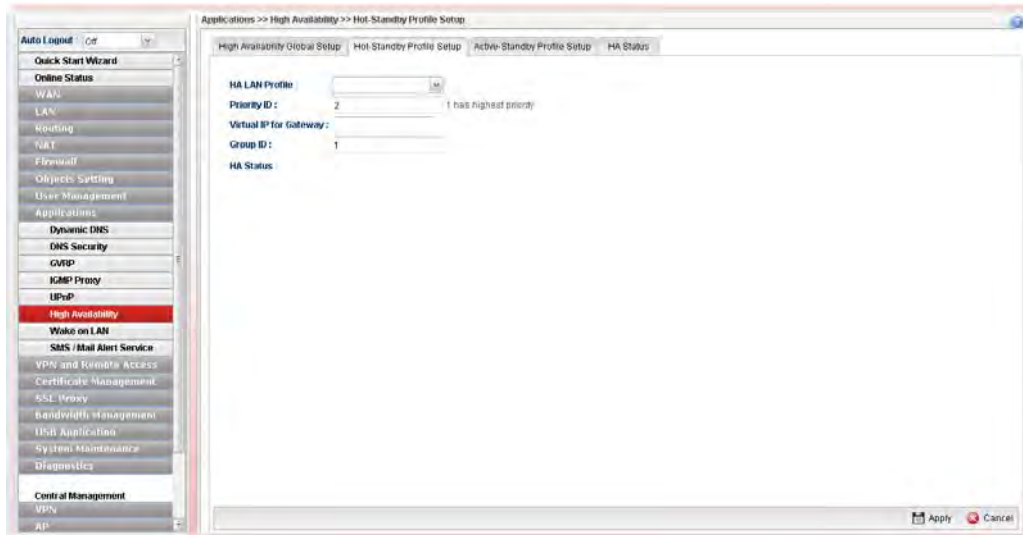 Applications >> High Availability >> Hot-Standby Profile Setup
Auto Logout : Off
Quick Start Wizard
Online Status
WAN
LAN
Routing
NAT
Firewall
Objects Setting
User Management
Applications
Dynamic DNS
DNS Security
GVRP
IGMP Proxy
UPnP
High Availability
Wake on LAN
SMS / Mail Alert Service
VPN and Remote Access
Certificate Management
SSL Proxy
Bandwidth Management
USB Application
System Maintenance
Diagnostics
Central Management
VPN
AP
High Availability Global Setup
Hot-Standby Profile Setup
Active-Standby Profile Setup
HA Status
HA LAN Profile
Priority ID : 2 1 has highest priority
Virtual IP for Gateway :
Group ID : 1
HA Status
Apply
Cancel